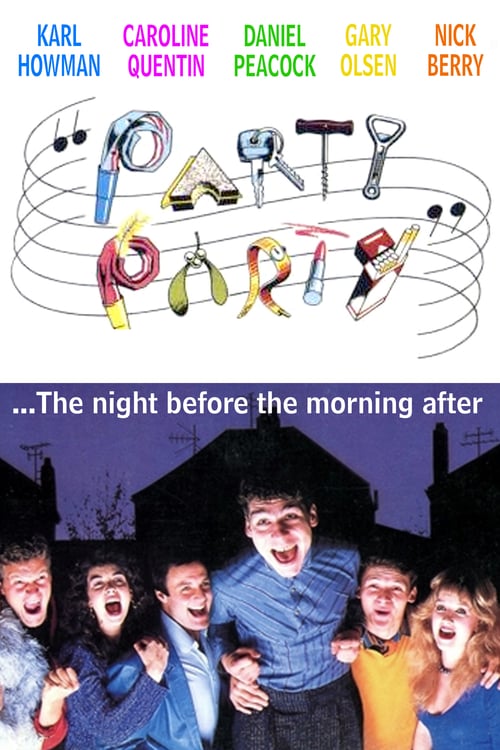 KARL CAROLINE DANIEL GARY NICK
HOWMAN QUENTIN PEACOCK OLSEN BERRY
PARTY
PARTY
...The night before the morning after